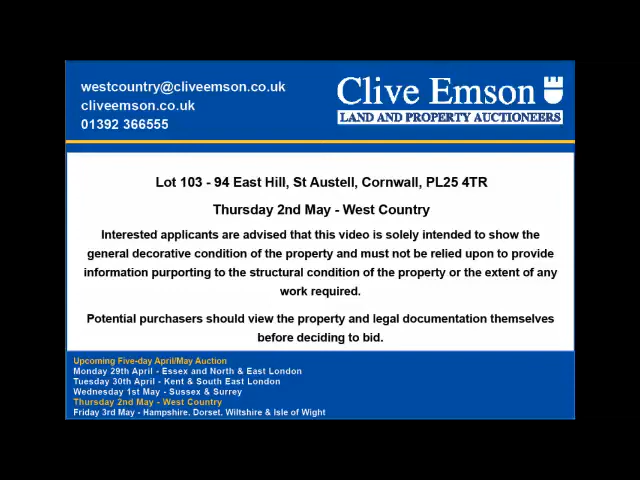 westcountry@cliveemson.co.uk
cliveemson.co.uk
01392 366555
Clive Emson
LAND AND PROPERTY AUCTIONEERS
Lot 103 - 94 East Hill, St Austell, Cornwall, PL25 4TR
Thursday 2nd May - West Country
Interested applicants are advised that this video is solely intended to show the
general decorative condition of the property and must not be relied upon to provide
information purporting to the structural condition of the property or the extent of any
work required.
Potential purchasers should view the property and legal documentation themselves
before deciding to bid.
Upcoming Five-day April/May Auction
Monday 29th April - Essex and North & East London
Tuesday 30th April - Kent & South East London
Wednesday 1st May - Sussex & Surrey
Thursday 2nd May - West Country
Friday 3rd May - Hampshire, Dorset, Wiltshire & Isle of Wight